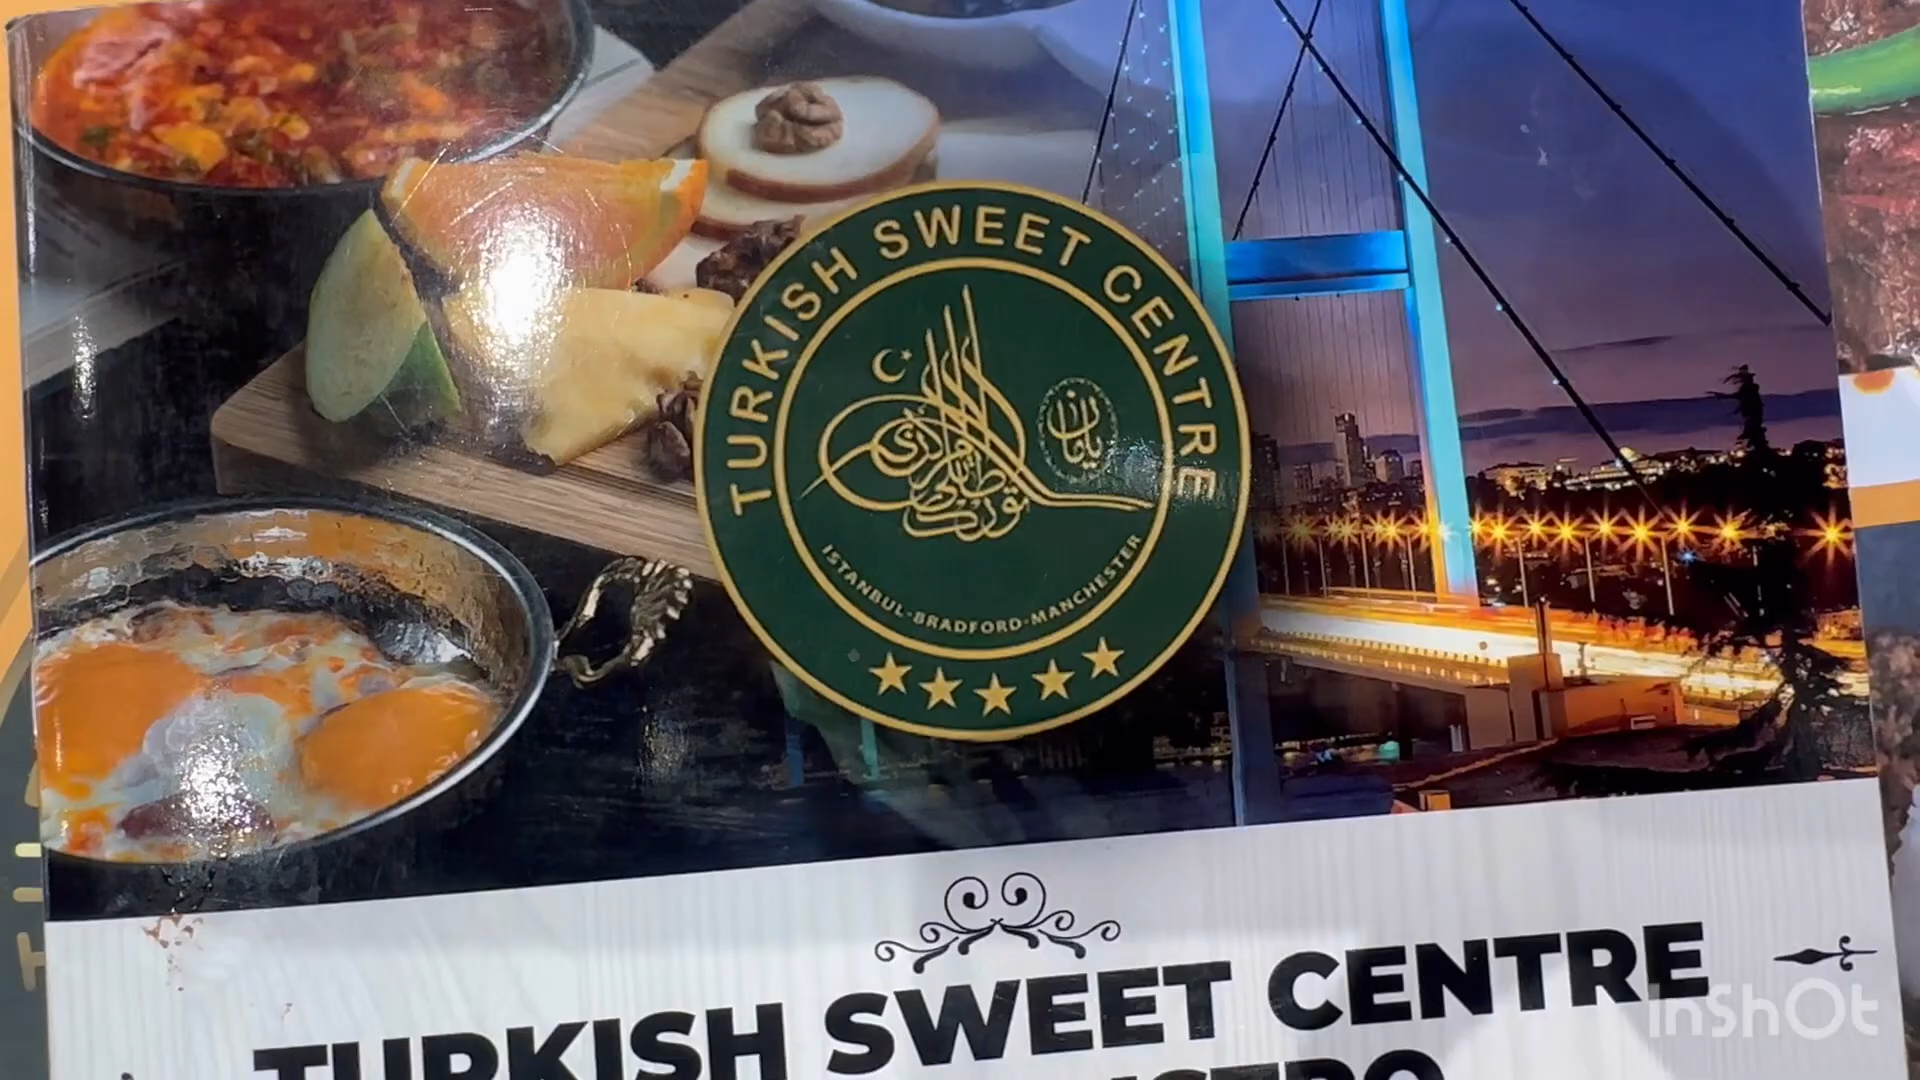 TURKISH SWEET CENTRE
ISTANBUL-BRADFORD-MANCHESTER
TURKISH SWEET CENTRE
InShOt